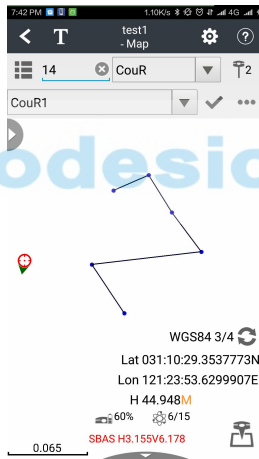 7:42 PM 1.10K/s 4G
T test1
- Map
14 CouR 2
CouR1
odesic
WGS84 3/4
Lat 031:10:29.3537773N
Lon 121:23:53.6299907E
H 44.948M
60% 6/15
SBAS H3.155V6.178
0.065